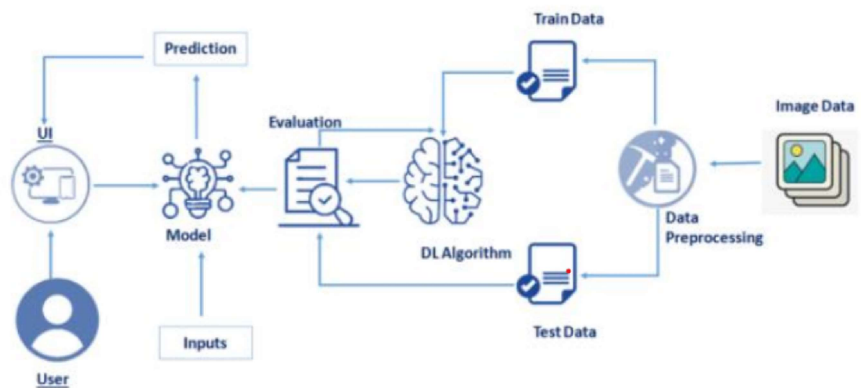 Train Data
Prediction
Image Data
Evaluation
UI
Data
Preprocessing
Model
DL Algorithm
Test Data
Inputs
User